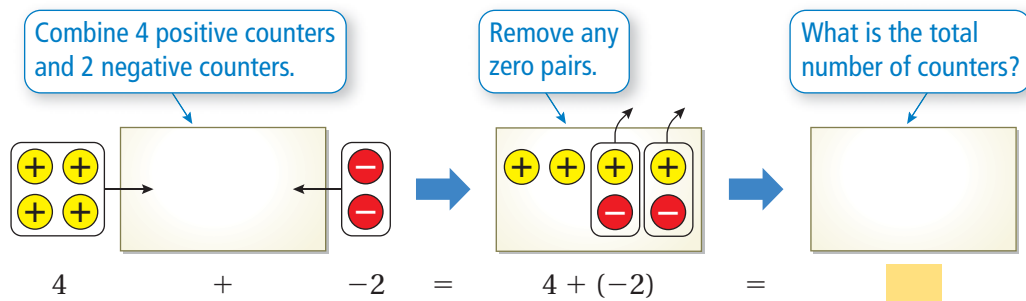 Combine 4 positive counters
and 2 negative counters.
Remove any
zero pairs.
What is the total
number of counters?
+ +
+ +
−
−
+ + + +
− −
4 + −2 = 4 + (−2) =